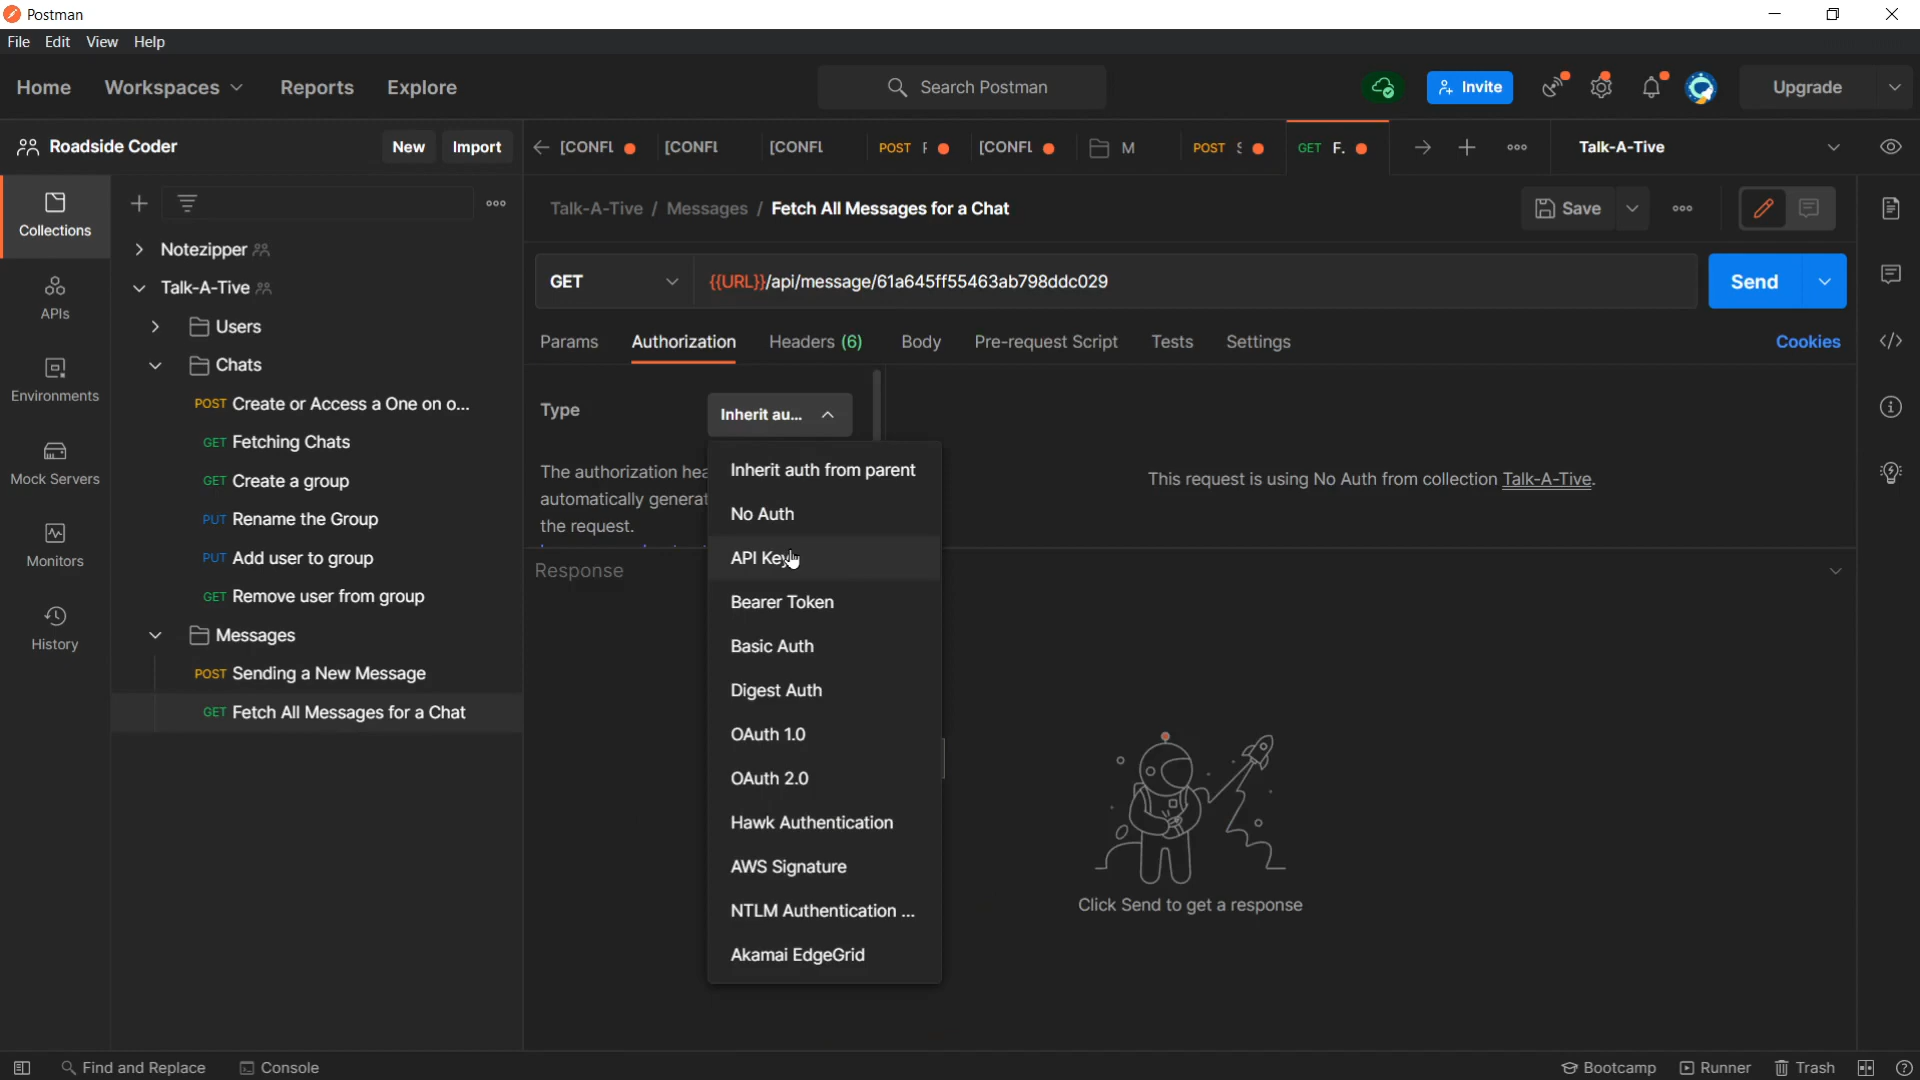 Postman
File Edit View Help
Home Workspaces Reports Explore
Search Postman
Invite
Upgrade
Roadside Coder
New Import
[CONFL [CONFL [CONFL POST [CONFL M POST GET F.
Talk-A-Tive
Collections
APIs
Environments
Mock Servers
Monitors
History
Notezipper
Talk-A-Tive
Users
Chats
POST Create or Access a One on o...
GET Fetching Chats
GET Create a group
PUT Rename the Group
PUT Add user to group
GET Remove user from group
Messages
POST Sending a New Message
GET Fetch All Messages for a Chat
Talk-A-Tive / Messages / Fetch All Messages for a Chat
Save
GET
{{URL}}/api/message/61a645ff55463ab798ddc029
Send
Params Authorization Headers (6) Body Pre-request Script Tests Settings
Cookies
Type
Inherit au...
The authorization
automatically
the request.
Inherit auth from parent
No Auth
API Key
Bearer Token
Basic Auth
Digest Auth
OAuth 1.0
OAuth 2.0
Hawk Authentication
AWS Signature
NTLM Authentication ...
Akamai EdgeGrid
This request is using No Auth from collection Talk-A-Tive.
Response
Click Send to get a response
Find and Replace Console
Bootcamp Runner Trash